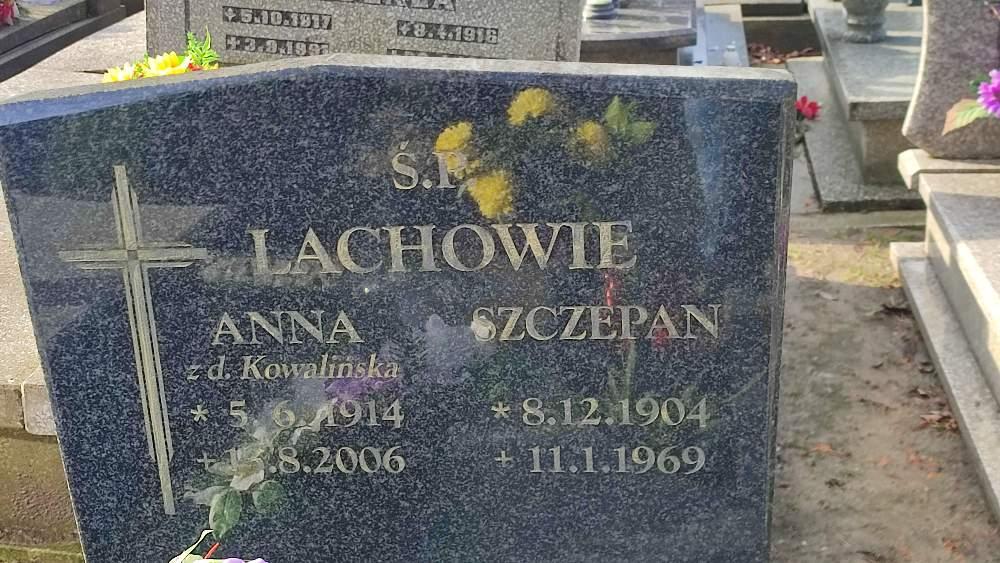 +5.10.1917
+9.4.1916
Ś.P.
LACHOWIE
ANNA
z d. Kowalińska
* 5. 6. 1914
.8.2006
SZCZEPAN
* 8.12.1904
+ 11.1.1969